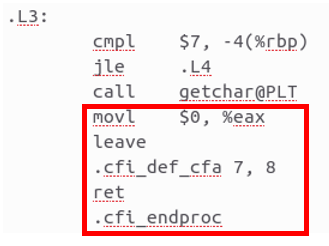 .L3:
cmpl $7, -4(%rbp)
jle .L4
call getchar@PLT
movl $0, %eax
leave
.cfi_def_cfa 7, 8
ret
.cfi_endproc